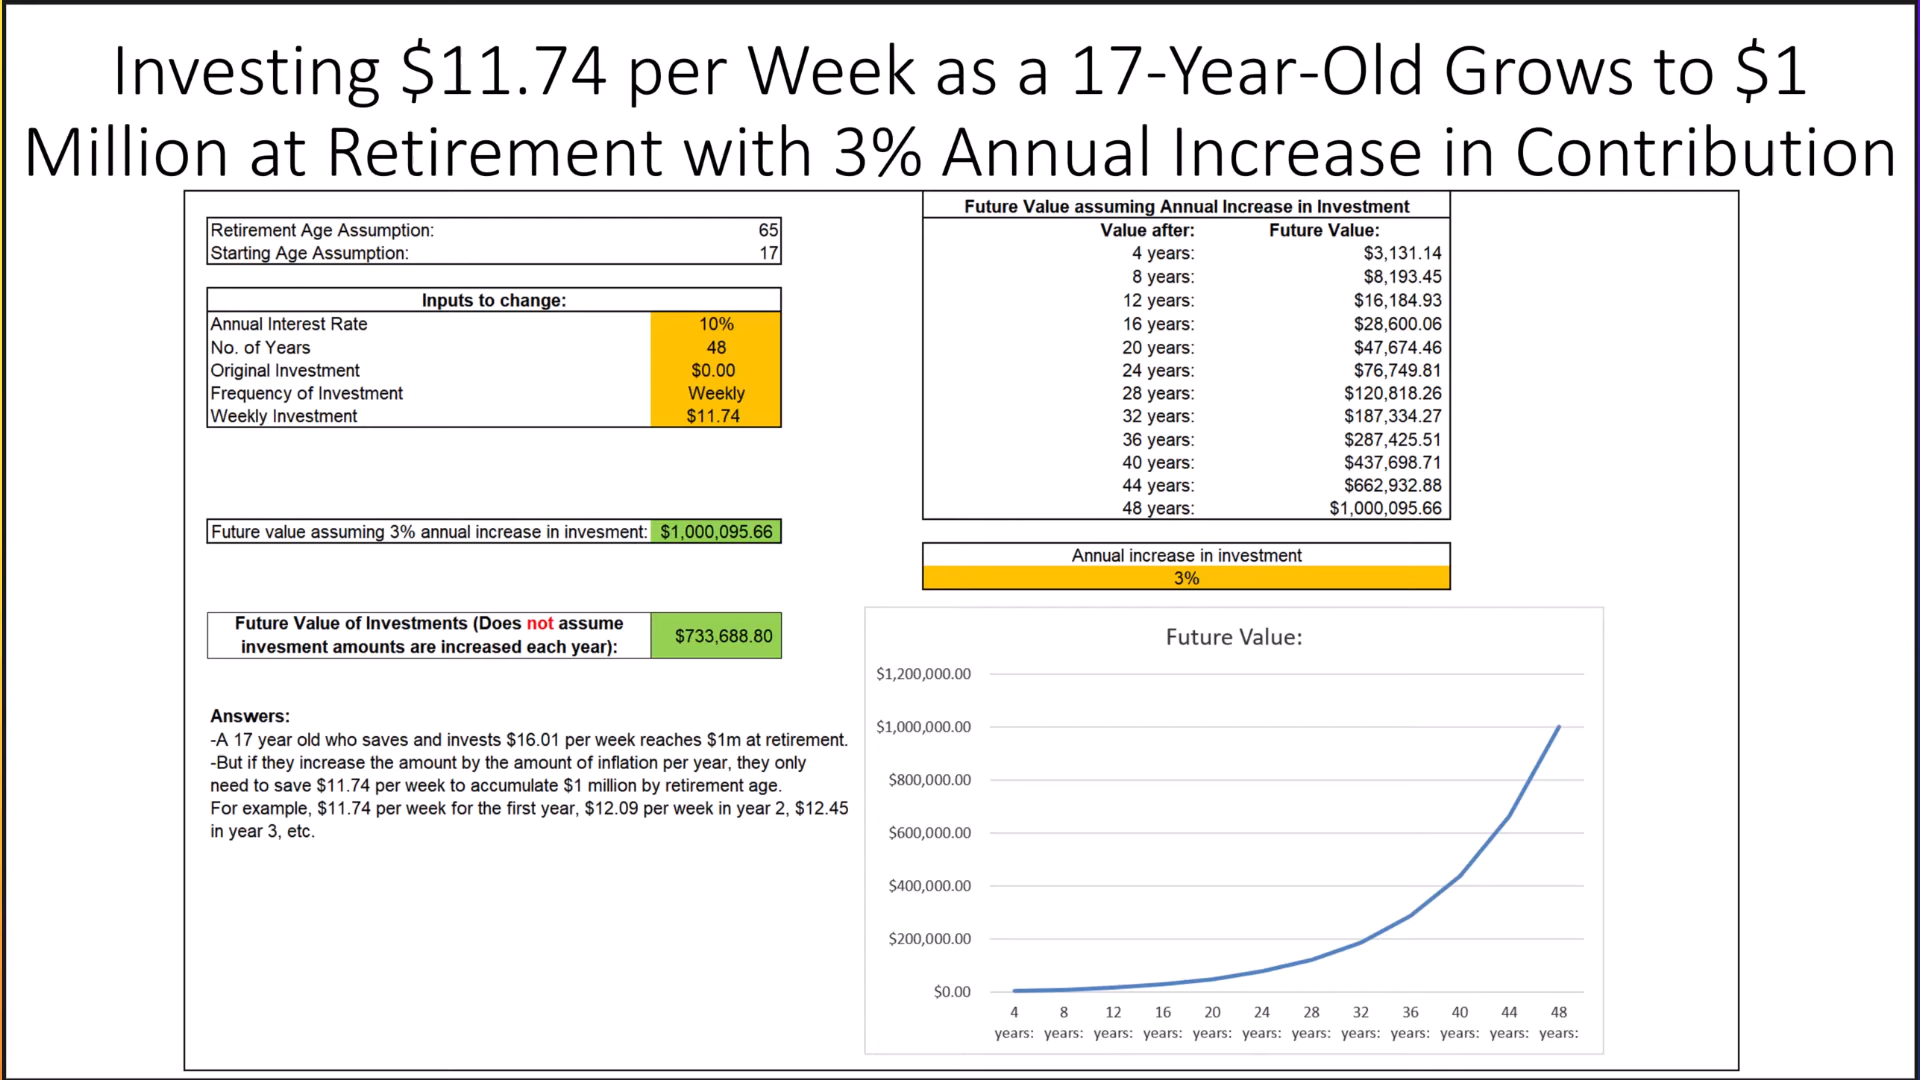 Investing $11.74 per Week as a 17-Year-Old Grows to $1
Million at Retirement with 3% Annual Increase in Contribution
Retirement Age Assumption: 65
Starting Age Assumption: 17
Inputs to change:
Annual Interest Rate 10%
No. of Years 48
Original Investment $0.00
Frequency of Investment Weekly
Weekly Investment $11.74
Future value assuming 3% annual increase in invesment: $1,000,095.66
Future Value of Investments (Does not assume
invesment amounts are increased each year):
$733,688.80
Answers:
-A 17 year old who saves and invests $16.01 per week reaches $1m at retirement.
-But if they increase the amount by the amount of inflation per year, they only
need to save $11.74 per week to accumulate $1 million by retirement age.
For example, $11.74 per week for the first year, $12.09 per week in year 2, $12.45
in year 3, etc.
Future Value assuming Annual Increase in Investment
Value after: Future Value:
4 years: $3,131.14
8 years: $8,193.45
12 years: $16,184.93
16 years: $28,600.06
20 years: $47,674.46
24 years: $76,749.81
28 years: $120,818.26
32 years: $187,334.27
36 years: $287,425.51
40 years: $437,698.71
44 years: $662,932.88
48 years: $1,000,095.66
Annual increase in investment
3%
Future Value:
$1,200,000.00
$1,000,000.00
$800,000.00
$600,000.00
$400,000.00
$200,000.00
$0.00
4 8 12 16 20 24 28 32 36 40 44 48
years: years: years: years: years: years: years: years: years: years: years: years: